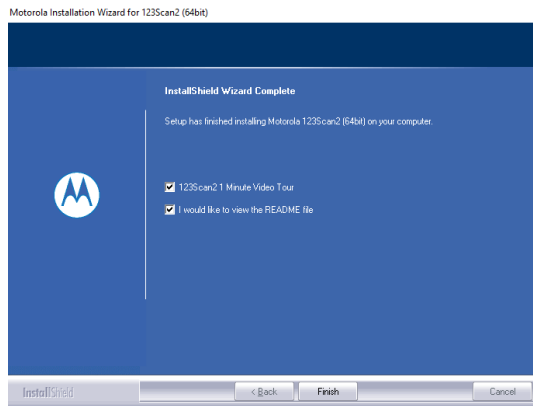 Motorola Installation Wizard for 123Scan2 (64bit)
InstallShield Wizard Complete
Setup has finished installing Motorola 123Scan2 (64bit) on your computer.
123Scan2 1 Minute Video Tour
I would like to view the README file
InstallShield
< Back
Finish
Cancel